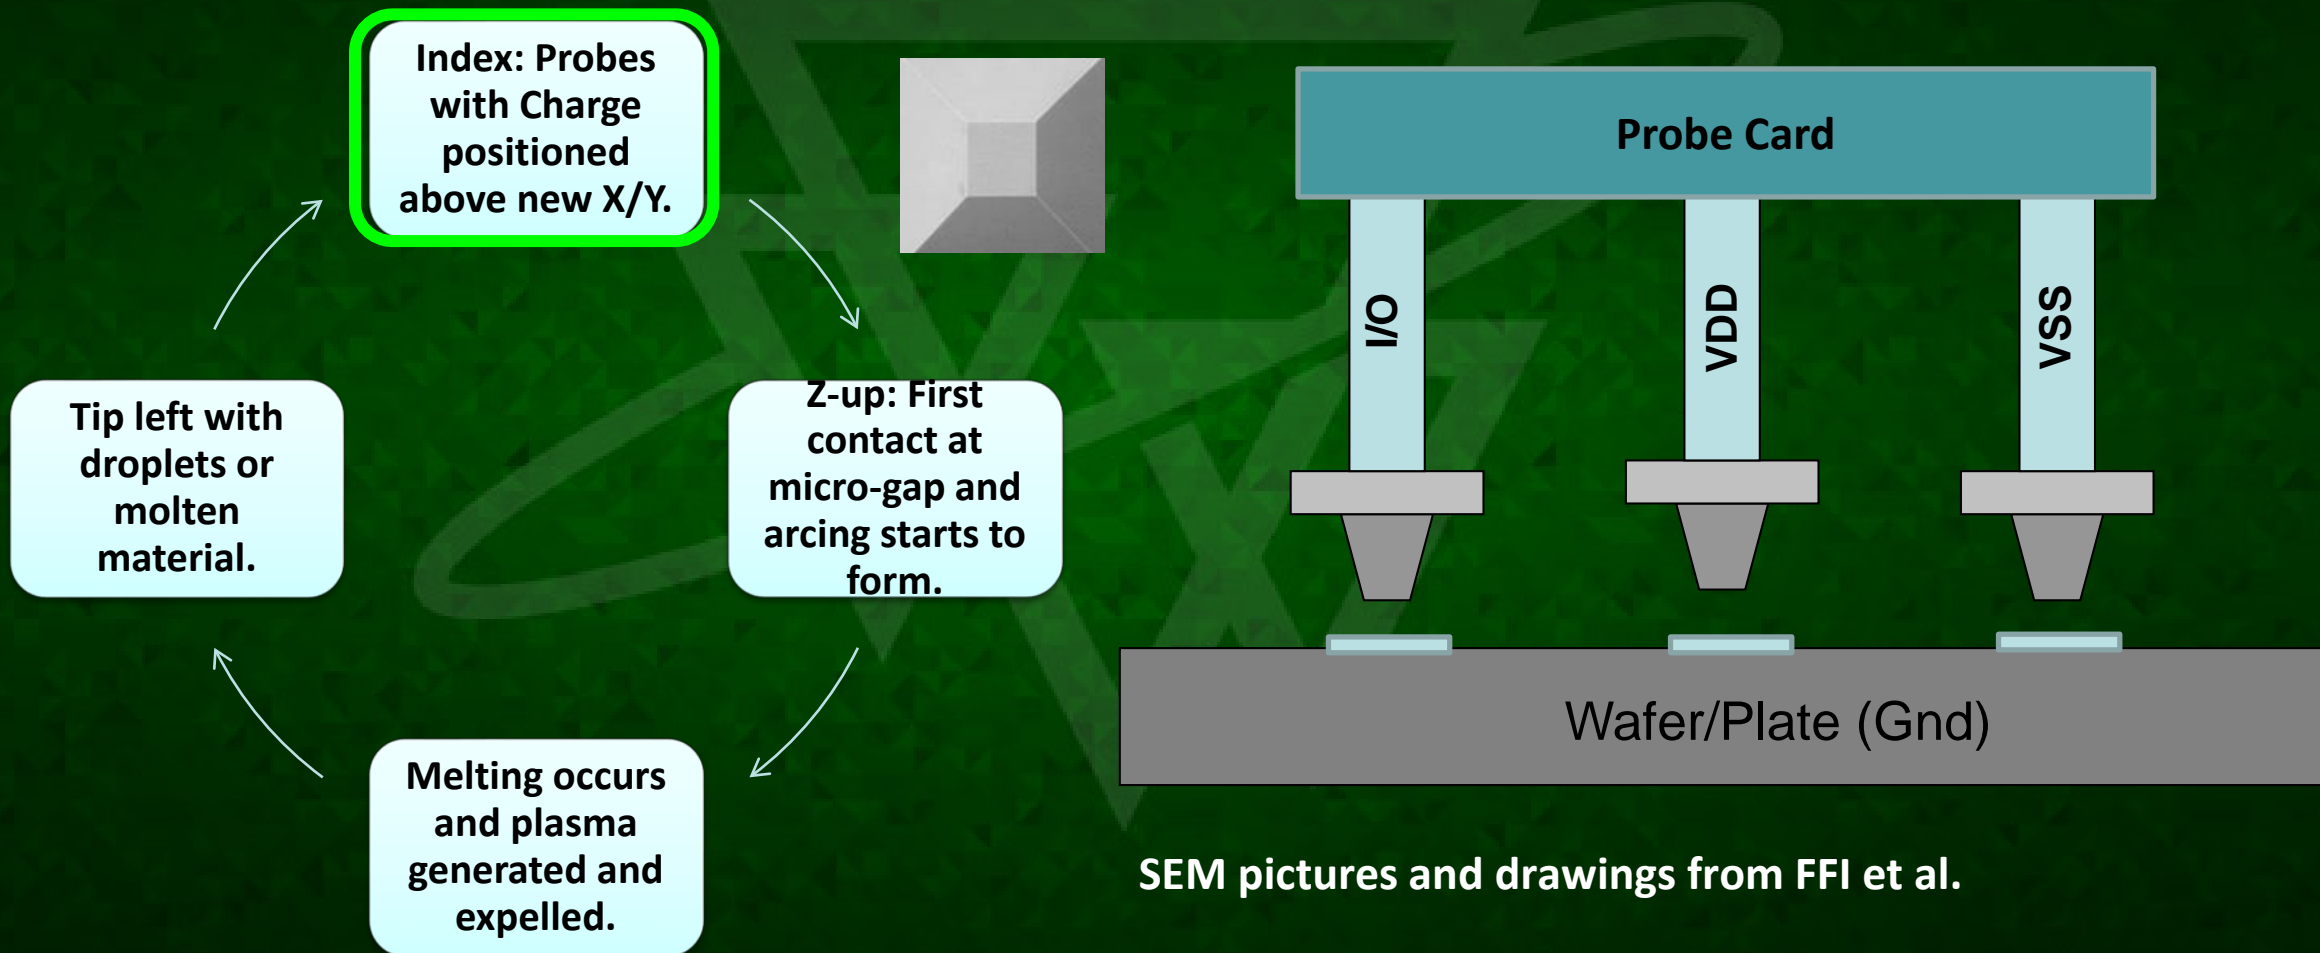 Index: Probes
with Charge
positioned
above new X/Y.
Z-up: First
contact at
micro-gap and
arcing starts to
form.
Melting occurs
and plasma
generated and
expelled.
Tip left with
droplets or
molten
material.
Probe Card
I/O
VDD
VSS
Wafer/Plate (Gnd)
SEM pictures and drawings from FFI et al.